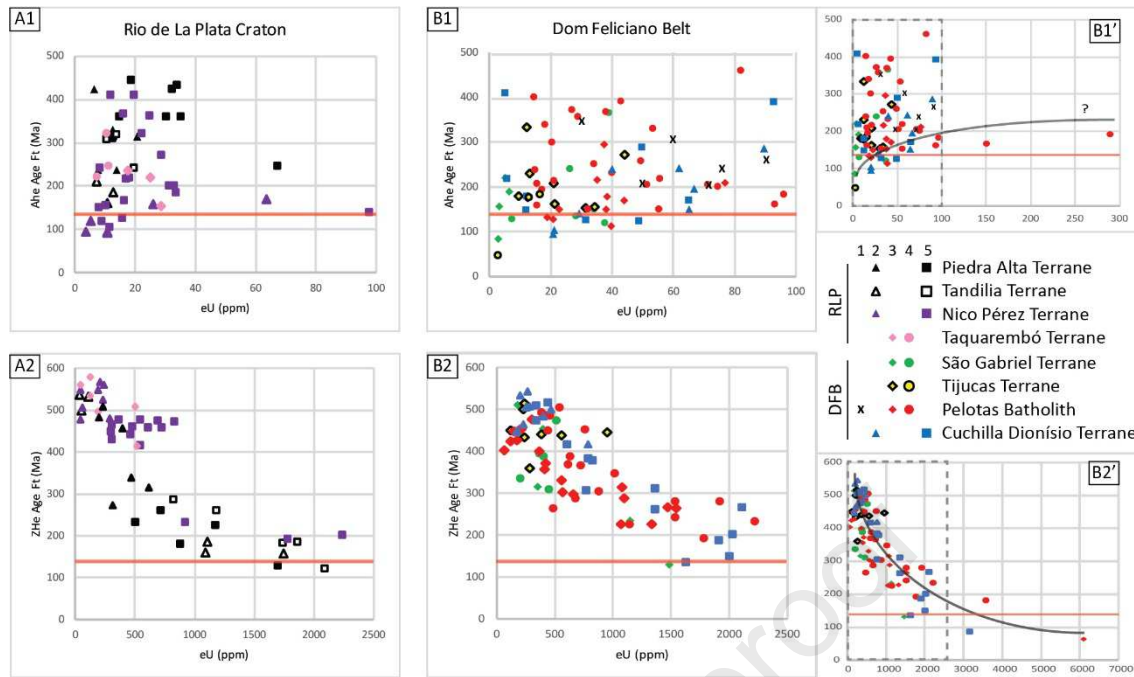 A1
Rio de La Plata Craton
500
400
300
200
100
0
Ahe Age Ft (Ma)
0 20 40 60 80 100
eU (ppm)
B1
Dom Feliciano Belt
500
400
300
200
100
0
Ahe Age Ft (Ma)
0 20 40 60 80 100
eU (ppm)
B1'
500
400
300
200
100
0
?
0 50 100 150 200 250 300
1 2 3 4 5
RLP
Piedra Alta Terrane
Tandilia Terrane
Nico Pérez Terrane
Taquarembó Terrane
DFB
São Gabriel Terrane
Tijucas Terrane
x Pelotas Batholith
Cuchilla Dionísio Terrane
A2
600
500
400
300
200
100
0
ZHe Age Ft (Ma)
0 500 1000 1500 2000 2500
eU (ppm)
B2
600
500
400
300
200
100
0
ZHe Age Ft (Ma)
0 500 1000 1500 2000 2500
eU (ppm)
B2'
600
500
400
300
200
100
0
0 1000 2000 3000 4000 5000 6000 7000